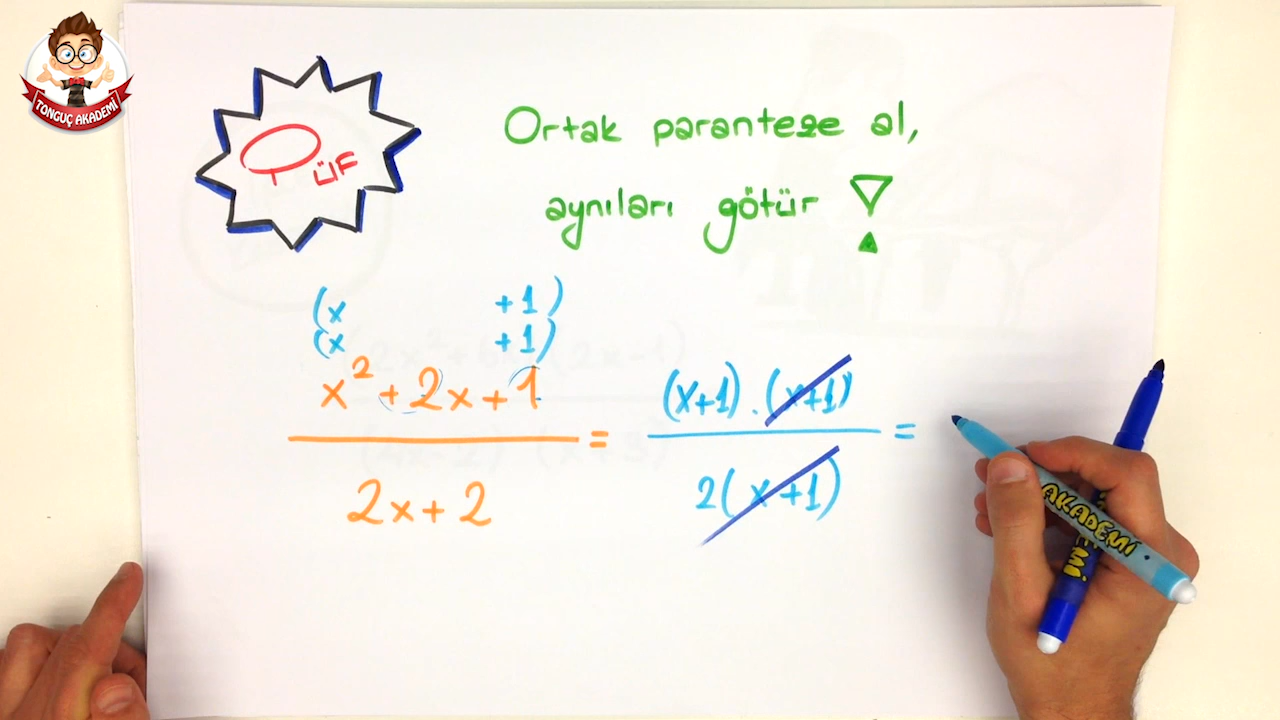 TONGUÇ AKADEMİ
PÜF
Ortak paranteze al,
aynıları götür !
(x +1)
(x +1)
x² + 2x + 1
2x + 2
=
(x+1) . (x+1)
2(x+1)
=
AKADEMİ
EMİ